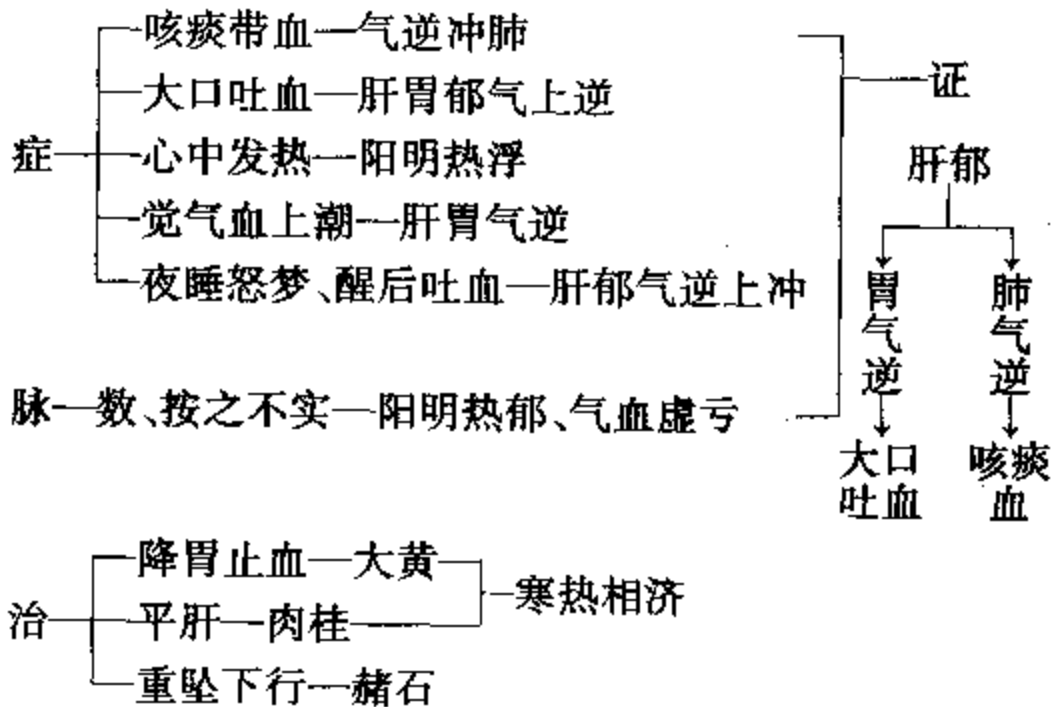 咳痰带血—气逆冲肺
大口吐血—肝胃郁气上逆
症
心中发热—阳明热浮
觉气血上潮—肝胃气逆
夜睡怒梦、醒后吐血—肝郁气逆上冲
脉—数、按之不实—阳明热郁、气血虚亏
证
肝郁
胃气逆
肺气逆
大口
吐血
咳痰
血
降胃止血—大黄
治
平肝—肉桂
寒热相济
重坠下行—赭石